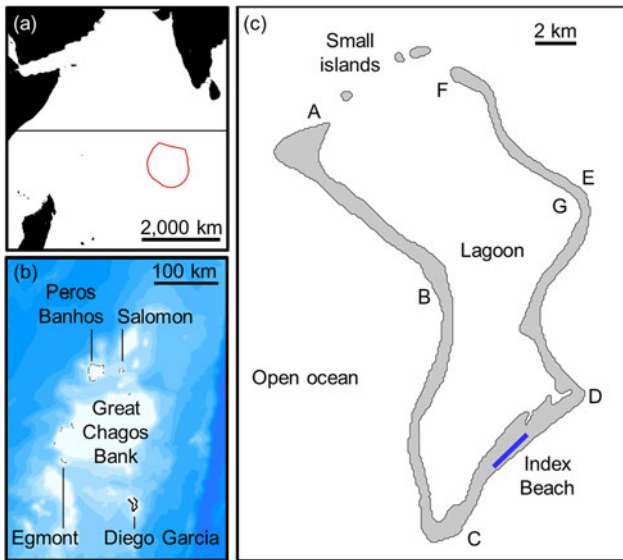 (a)
2,000 km
(b)
100 km
Peros
Banhos
Salomon
Great
Chagos
Bank
Egmont
Diego Garcia
(c)
Small
islands
2 km
A
F
E
G
Lagoon
B
Open ocean
D
Index
Beach
C